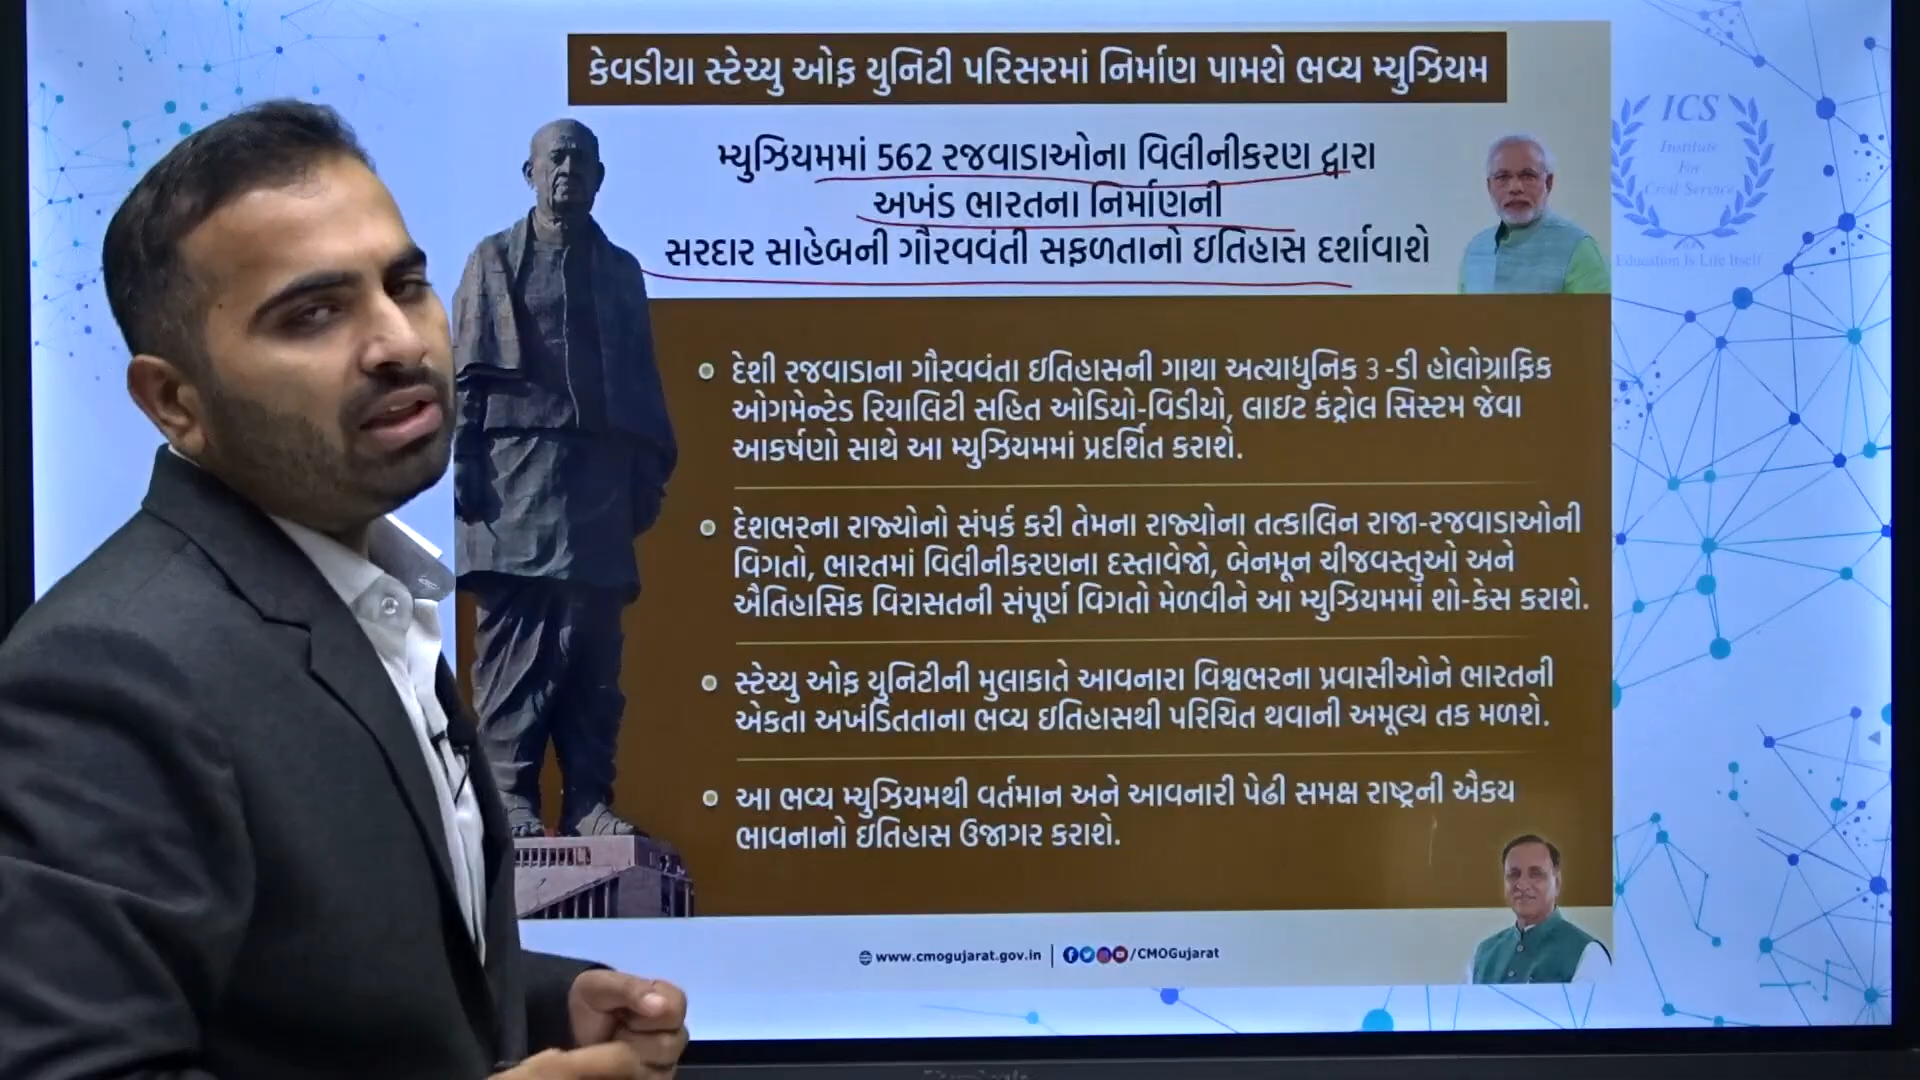 કેવડીયા સ્ટેચ્યુ ઓફ યુનિટી પરિસરમાં નિર્માણ પામશે ભવ્ય મ્યુઝિયમ
મ્યુઝિયમમાં 562 રજવાડાઓના વિલીનીકરણ દ્વારા
અખંડ ભારતના નિર્માણની
સરદાર સાહેબની ગૌરવવંતી સફળતાનો ઇતિહાસ દર્શાવાશે
ICS
Institute
For
Civil Service
Education Is Life Itself
દેશી રજવાડાના ગૌરવવંતા ઇતિહાસની ગાથા અત્યાધુનિક 3-ડી હોલોગ્રાફિક
ઓગમેન્ટેડ રિયાલિટી સહિત ઓડિયો-વિડીયો, લાઇટ કંટ્રોલ સિસ્ટમ જેવા
આકર્ષણો સાથે આ મ્યુઝિયમમાં પ્રદર્શિત કરાશે.
દેશભરના રાજ્યોનો સંપર્ક કરી તેમના રાજ્યોના તત્કાલિન રાજા-રજવાડાઓની
વિગતો, ભારતમાં વિલીનીકરણના દસ્તાવેજો, બેનમૂન ચીજવસ્તુઓ અને
ઐતિહાસિક વિરાસતની સંપૂર્ણ વિગતો મેળવીને આ મ્યુઝિયમમાં શો-કેસ કરાશે.
સ્ટેચ્યુ ઓફ યુનિટીની મુલાકાતે આવનારા વિશ્વભરના પ્રવાસીઓને ભારતની
એકતા અખંડિતતાના ભવ્ય ઇતિહાસથી પરિચિત થવાની અમૂલ્ય તક મળશે.
આ ભવ્ય મ્યુઝિયમથી વર્તમાન અને આવનારી પેઢી સમક્ષ રાષ્ટ્રની ઐકય
ભાવનાનો ઇતિહાસ ઉજાગર કરાશે.
www.cmogujarat.gov.in | /CMOGujarat